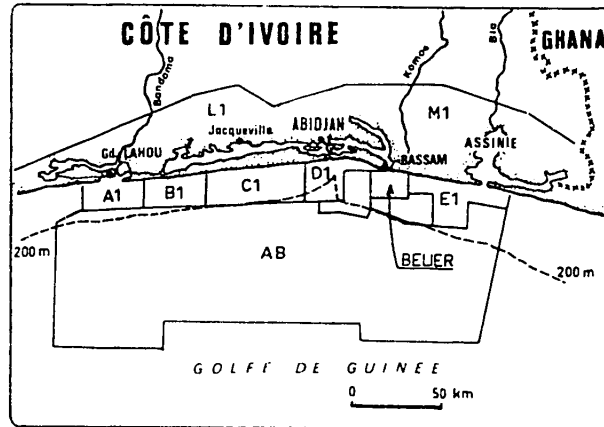 CÔTE D'IVOIRE
GHANA
Bandama
Komoe
Bia
L1
M1
Jacqueville
ABIDJAN
Gd. LAHOU
BASSAM
ASSINIE
A1
B1
C1
D1
E1
200 m
AB
BELIER
200 m
GOLFE DE GUINÉE
0 50 km